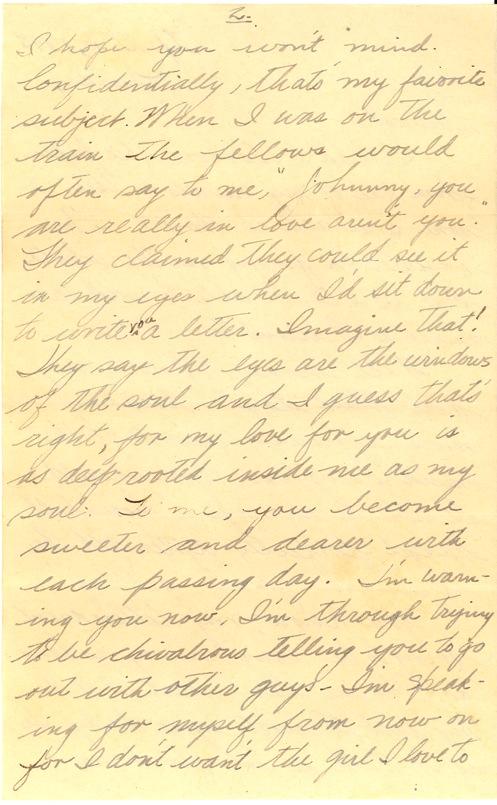 2.
I hope you won't mind.
Confidentially, that's my favorite
subject. When I was on the
train the fellows would
often say to me, "Johnny, you
are really in love aren't you."
They claimed they could see it
in my eyes when I'd sit down
to write you a letter. Imagine that!
They say the eyes are the windows
of the soul and I guess that's
right, for my love for you is
as deep rooted inside me as my
soul. To me, you become
sweeter and dearer with
each passing day. I'm warn-
ing you now, I'm through trying
to be chivalrous telling you to go
out with other guys - I'm speak-
ing for myself from now on
for I don't want the girl I love to